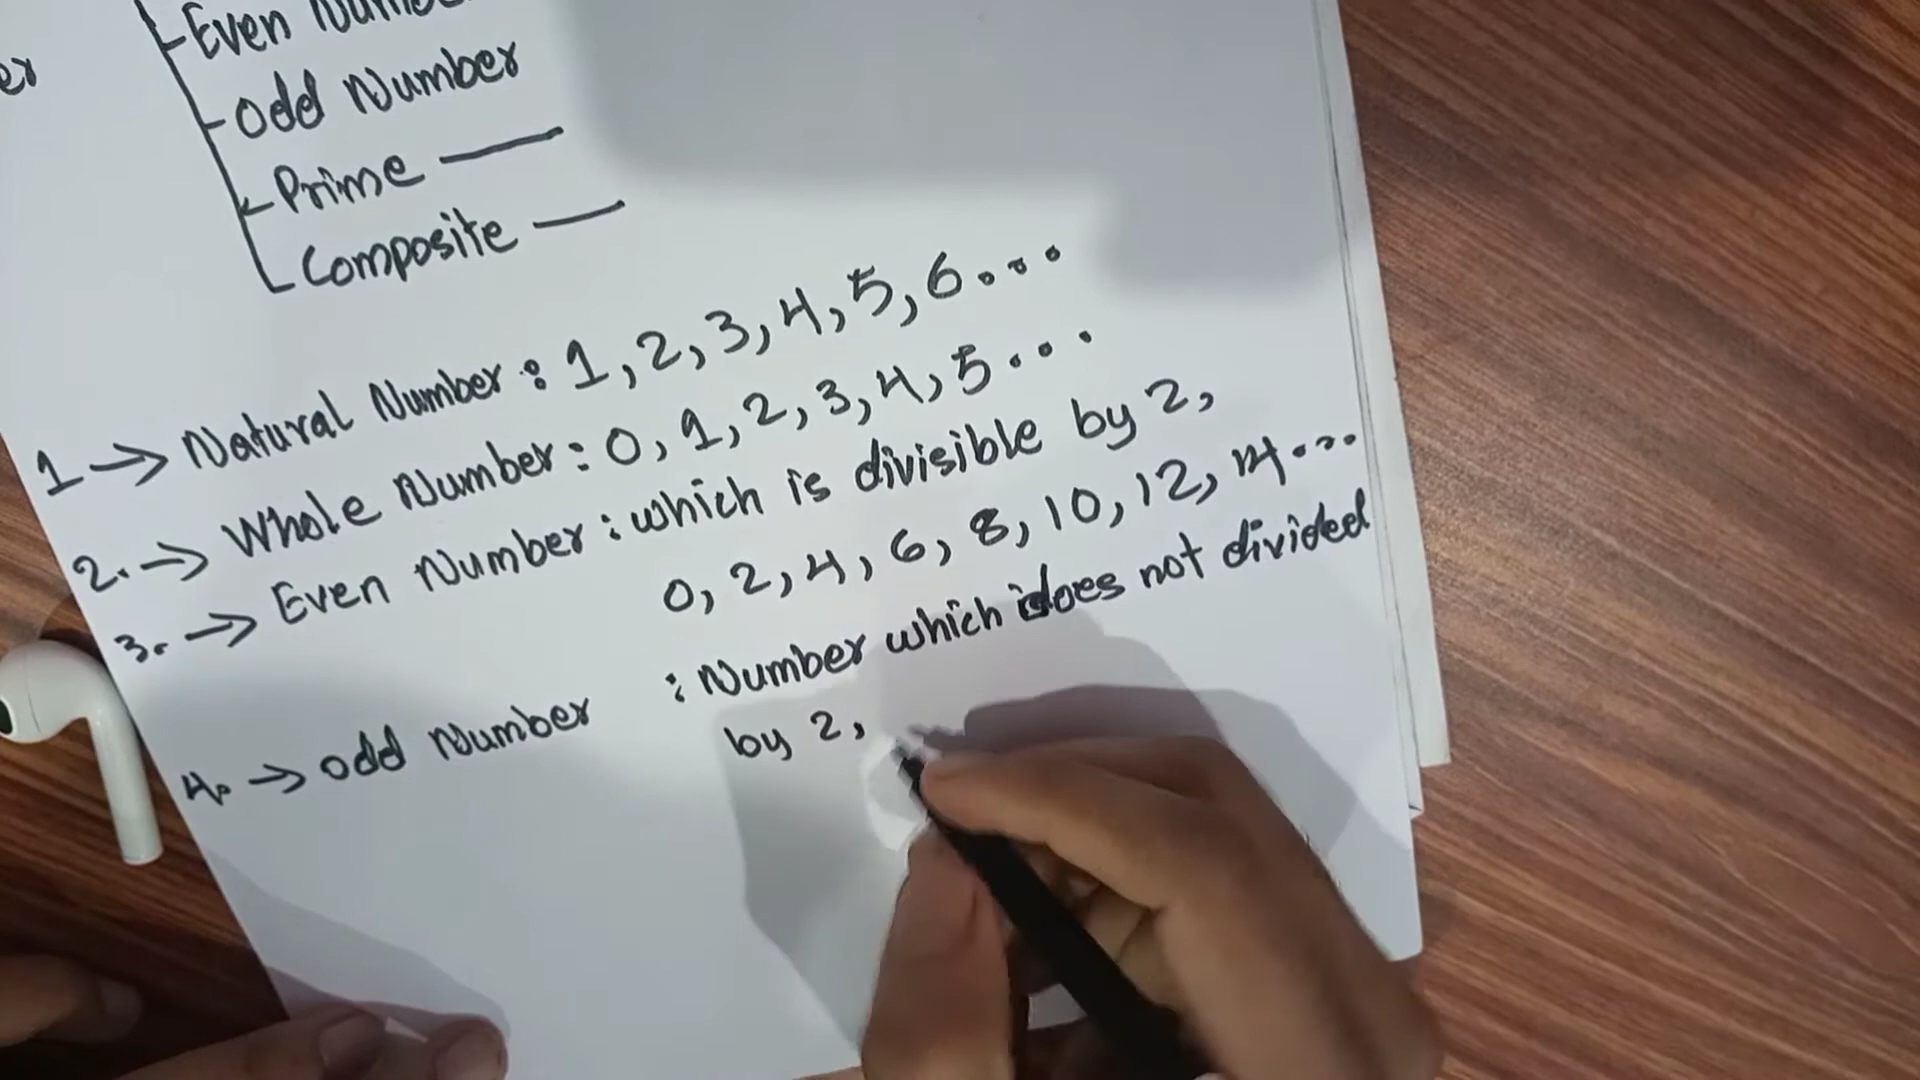 er
Even Number
Odd Number
Prime
Composite
1 → Natural Number : 1, 2, 3, 4, 5, 6...
2. → Whole Number : 0, 1, 2, 3, 4, 5...
3. → Even Number : which is divisible by 2,
0, 2, 4, 6, 8, 10, 12, 14...
4. → odd Number : Number which does not divided
by 2,